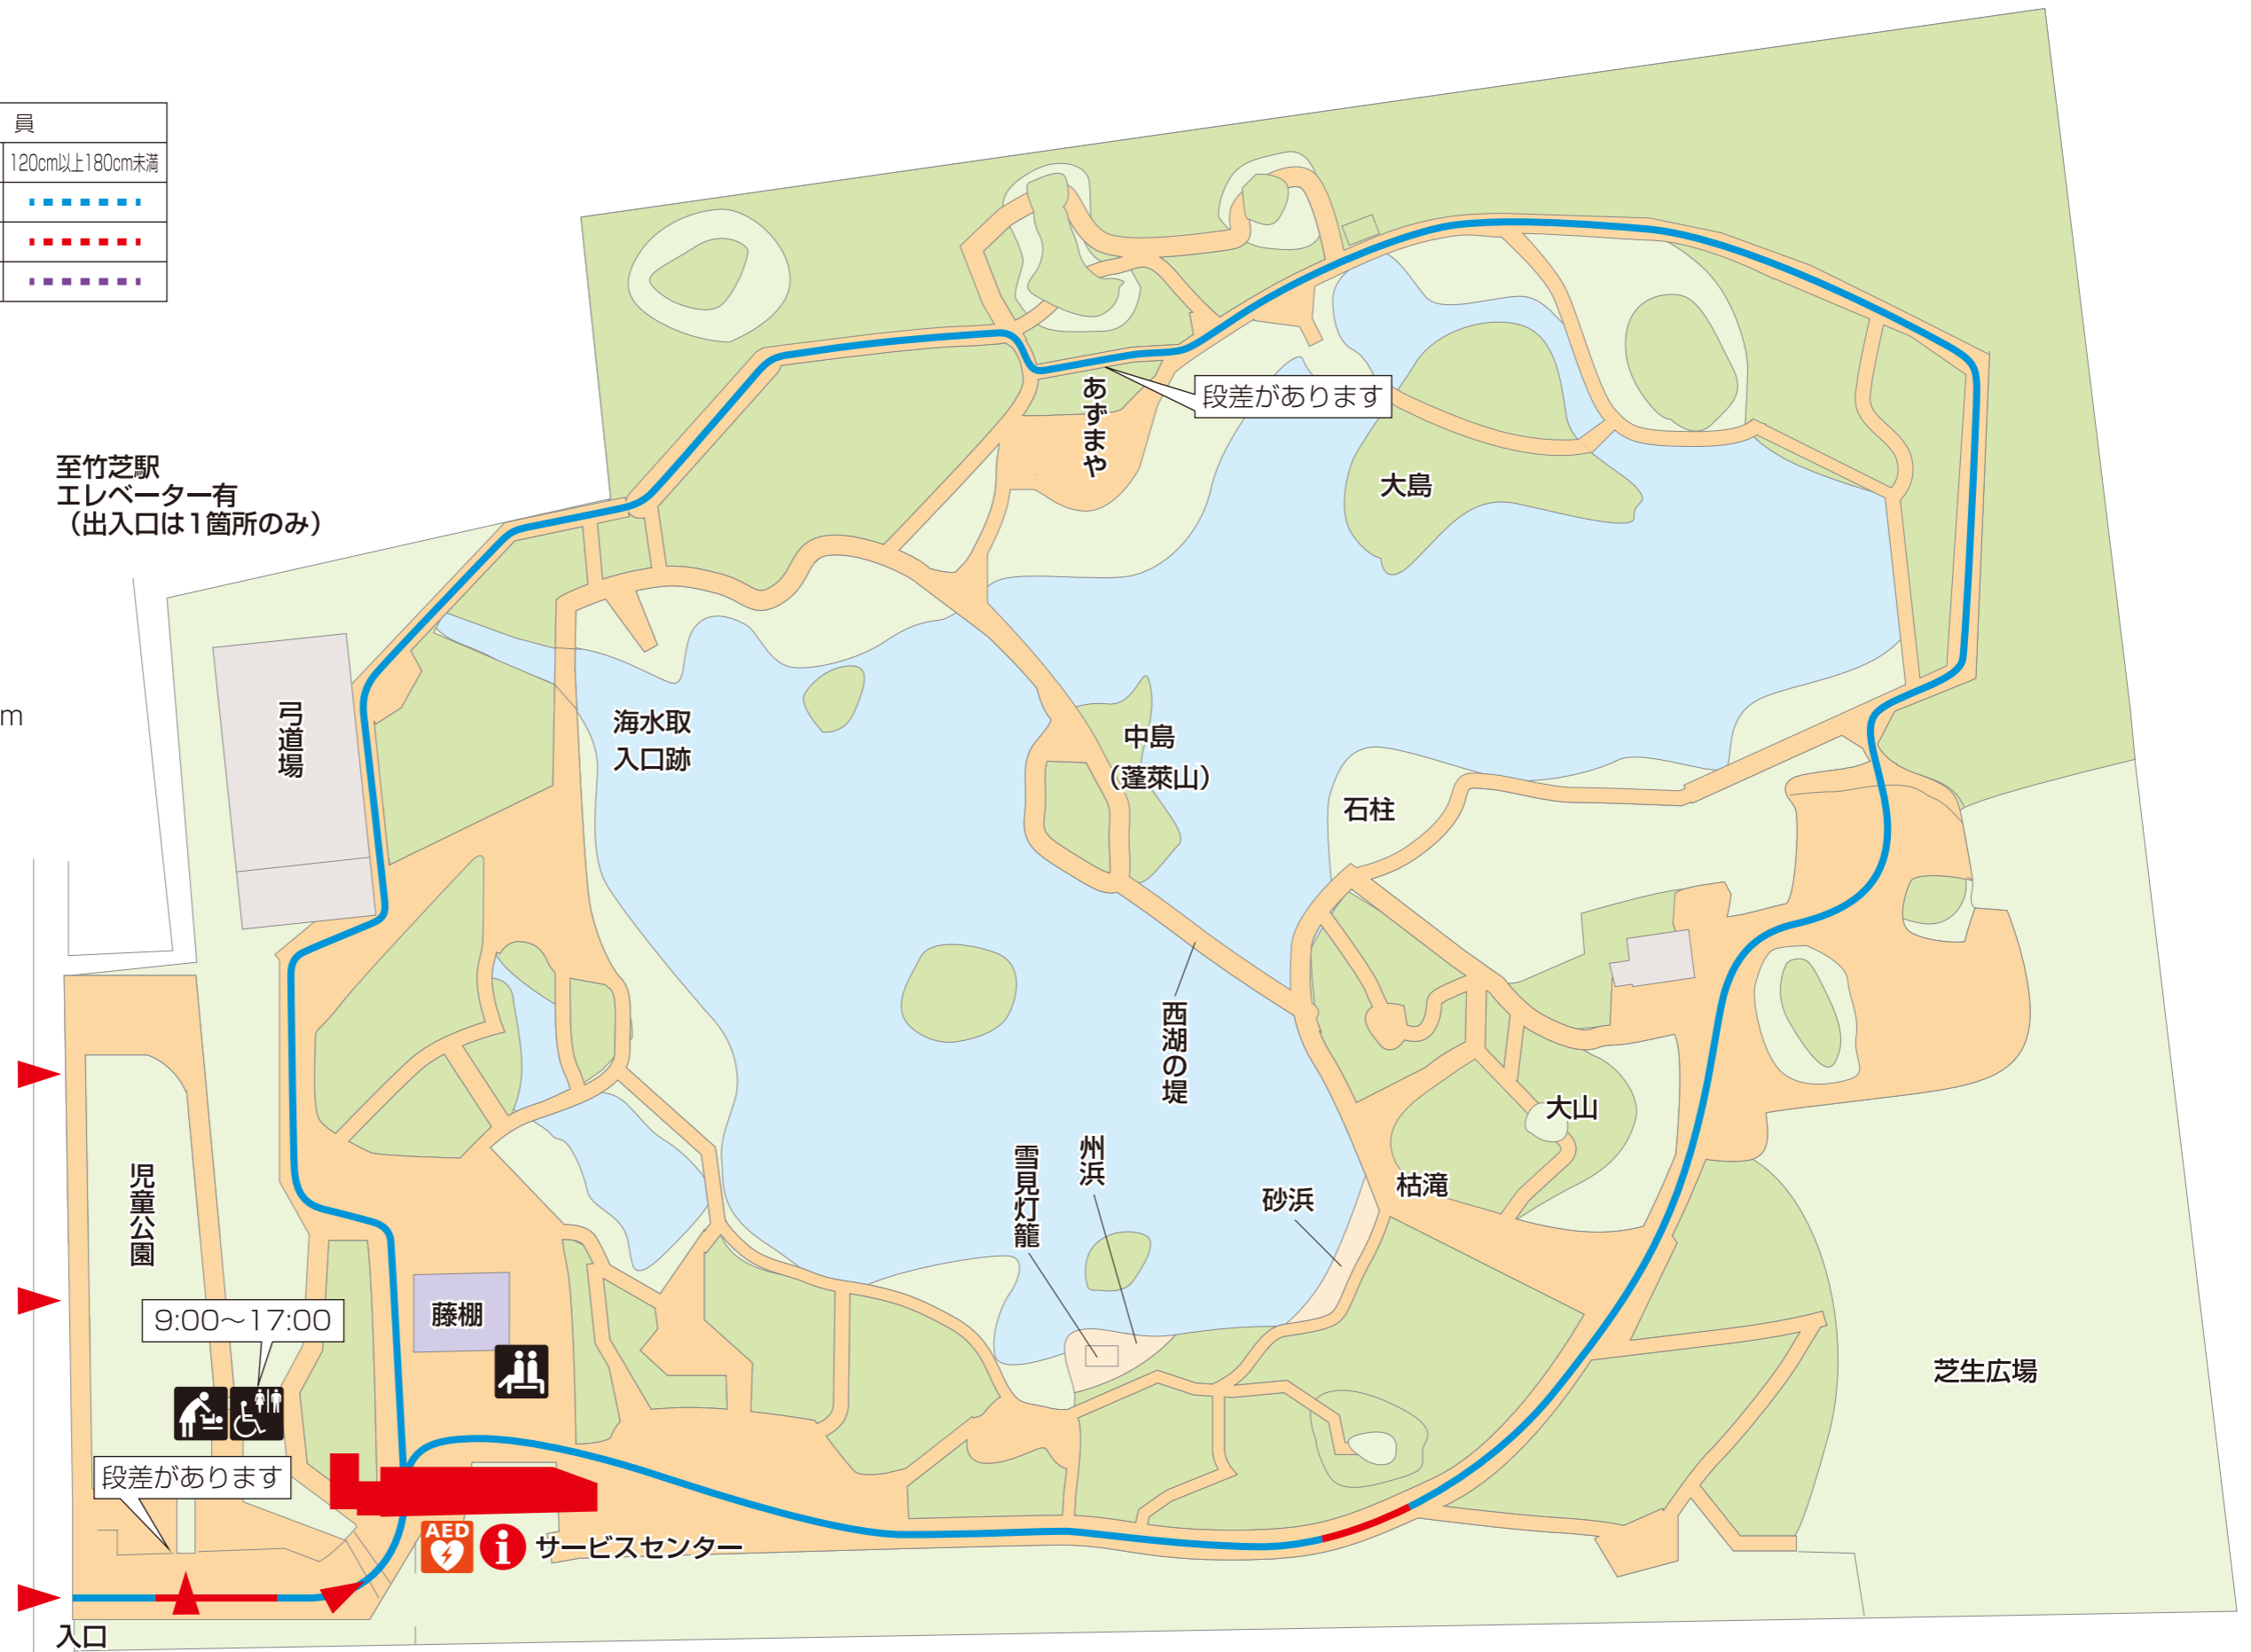 員
120cm以上180cm未満
至竹芝駅
エレベーター有
（出入口は1箇所のみ）
m
弓道場
海水取
入口跡
あずまや
段差があります
大島
中島
（蓬萊山）
石柱
西湖の堤
大山
枯滝
砂浜
州浜
雪見灯籠
児童公園
藤棚
9:00〜17:00
段差があります
芝生広場
AED
i
サービスセンター
入口